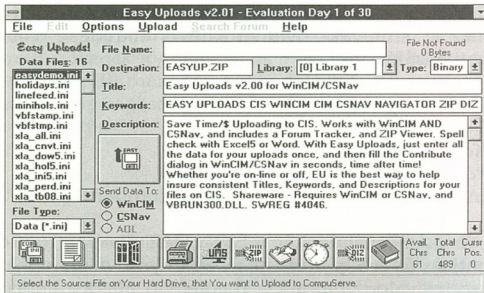 Easy Uploads v2.01 - Evaluation Day 1 of 30
File Edit Options Upload Search Forum Help
Easy Uploads!
Data Files: 16
easydemo.ini
holidays.ini
linefeed.ini
minihols.ini
vbfstamp.ini
vbfstmp.ini
xla_all.ini
xla_cnvt.ini
xla_dow5.ini
xla_hol5.ini
xla_ini5.ini
xla_perd.ini
xla_tb08.ini
File Type:
Data (*.ini)
File Name:
File Not Found
0 Bytes
Destination: EASYUP.ZIP Library: [0] Library 1 Type: Binary
Title: Easy Uploads v2.00 for WinCIM/CSNav
Keywords: EASY UPLOADS CIS WINCIM CIM CSNAV NAVIGATOR ZIP DIZ
Description:
Save Time/$ Uploading to CIS. Works with WinCIM AND
CSNav, and includes a Forum Tracker, and ZIP Viewer. Spell
check with Excel5 or Word. With Easy Uploads, just enter all
the data for your uploads once, and then fill the Contribute
dialog in WinCIM/CSNav in seconds, time after time!
Whether you're on-line or off, EU is the best way to help
insure consistent Titles, Keywords, and Descriptions for your
files on CIS. Shareware - Requires WinCIM or CSNav, and
VBRUN300.DLL. SWREG #4046.
EASY
Send Data To:
WinCIM
CSNav
AOL
ZIP
DIZ
Avail Chrs 61
Total Chrs 489
Cursr Pos. 0
Select the Source File on Your Hard Drive, that You Want to Upload to CompuServe.